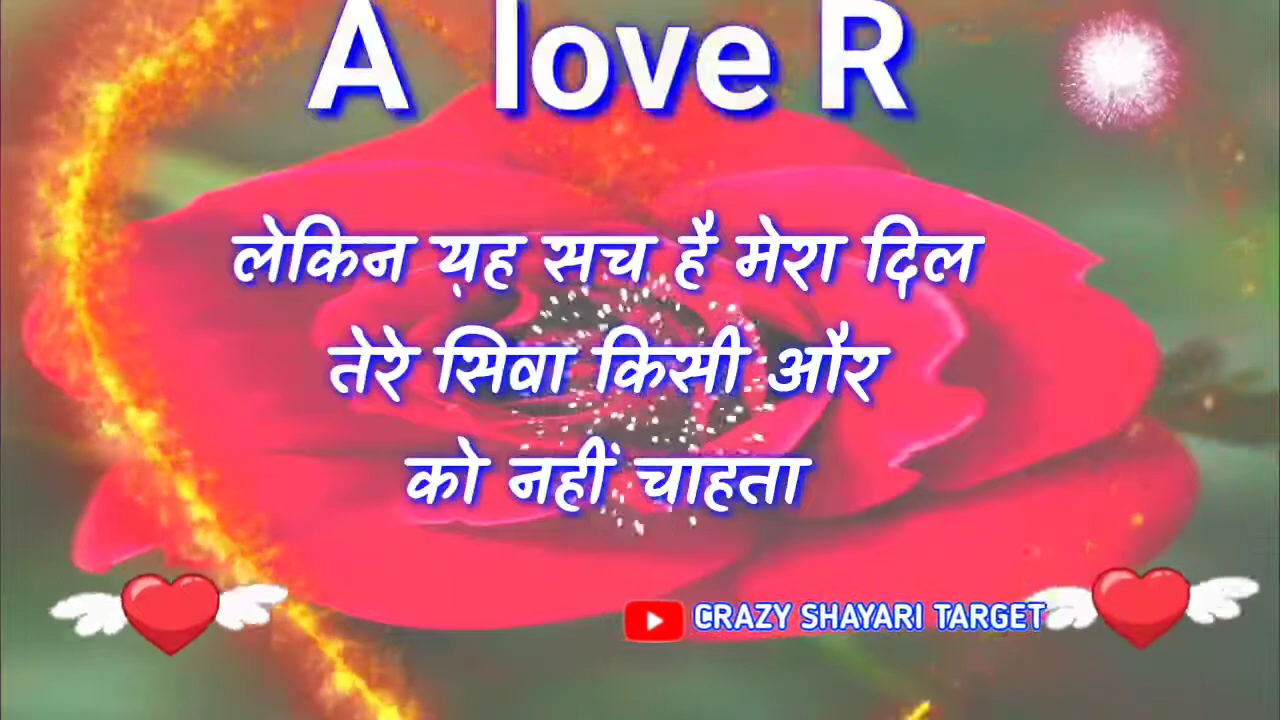 A love R
लेकिन यह सच है मेरा दिल
तेरे सिवा किसी और
को नहीं चाहता
CRAZY SHAYARI TARGET